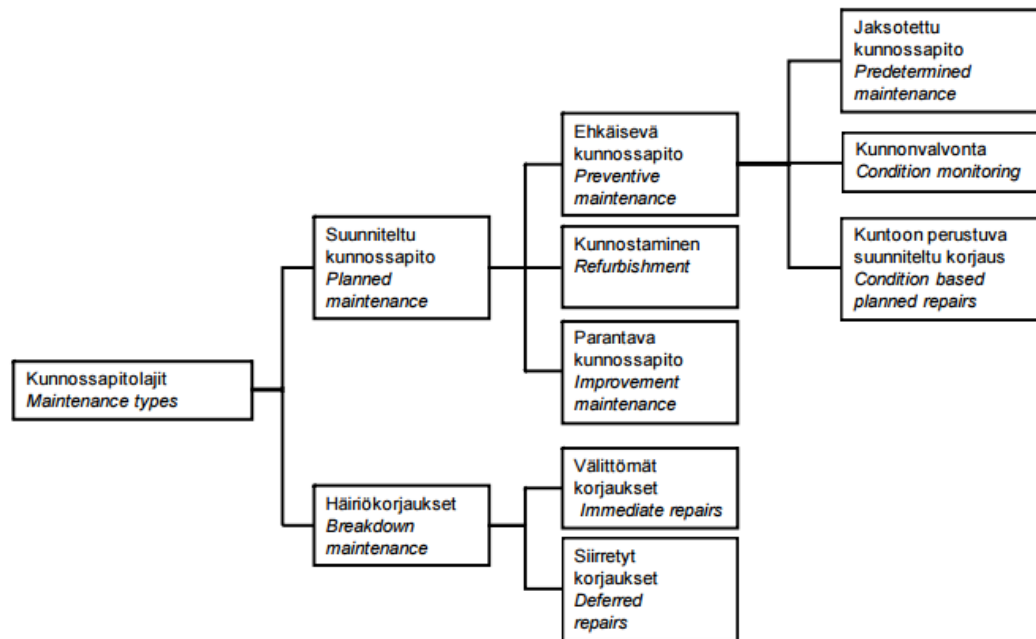 Kunnossapitolajit
Maintenance types
Suunniteltu
kunnossapito
Planned
maintenance
Häiriökorjaukset
Breakdown
maintenance
Ehkäisevä
kunnossapito
Preventive
maintenance
Kunnostaminen
Refurbishment
Parantava
kunnossapito
Improvement
maintenance
Välittömät
korjaukset
Immediate repairs
Siirretyt
korjaukset
Deferred
repairs
Jaksotettu
kunnossapito
Predetermined
maintenance
Kunnonvalvonta
Condition monitoring
Kuntoon perustuva
suunniteltu korjaus
Condition based
planned repairs